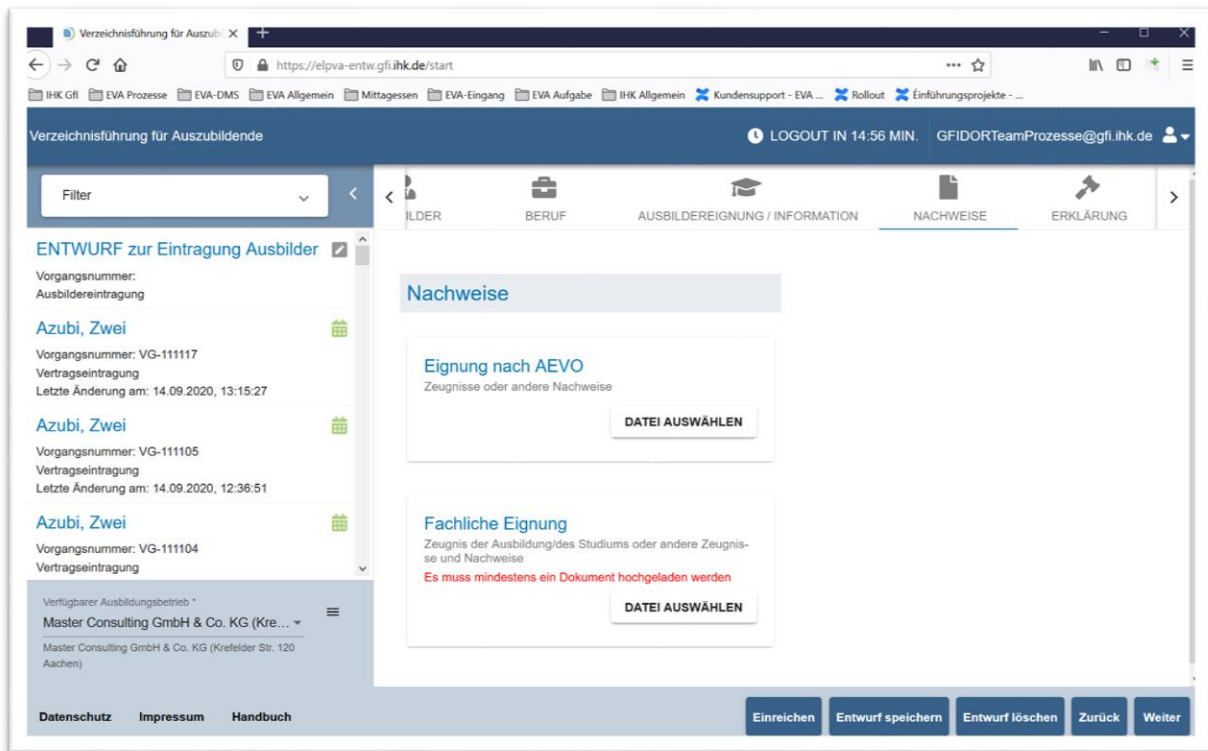 Verzeichnisführung für Auszubi
https://elpva-entw.gfi.ihk.de/start
IHK GfI EVA Prozesse EVA-DMS EVA Allgemein Mittagessen EVA-Eingang EVA Aufgabe IHK Allgemein Kundensupport - EVA ... Rollout Einführungsprojekte - ...
Verzeichnisführung für Auszubildende
LOGOUT IN 14:56 MIN. GFIDORTeamProzesse@gfi.ihk.de
Filter
ILDER BERUF AUSBILDEREIGNUNG / INFORMATION NACHWEISE ERKLÄRUNG
ENTWURF zur Eintragung Ausbilder
Vorgangsnummer:
Ausbildereintragung
Azubi, Zwei
Vorgangsnummer: VG-111117
Vertragseintragung
Letzte Änderung am: 14.09.2020, 13:15:27
Azubi, Zwei
Vorgangsnummer: VG-111105
Vertragseintragung
Letzte Änderung am: 14.09.2020, 12:36:51
Azubi, Zwei
Vorgangsnummer: VG-111104
Vertragseintragung
Verfügbarer Ausbildungsbetrieb *
Master Consulting GmbH & Co. KG (Kre...
Master Consulting GmbH & Co. KG (Krefelder Str. 120
Aachen)
Nachweise
Eignung nach AEVO
Zeugnisse oder andere Nachweise
DATEI AUSWÄHLEN
Fachliche Eignung
Zeugnis der Ausbildung/des Studiums oder andere Zeugnis-
se und Nachweise
Es muss mindestens ein Dokument hochgeladen werden
DATEI AUSWÄHLEN
Datenschutz Impressum Handbuch
Einreichen Entwurf speichern Entwurf löschen Zurück Weiter